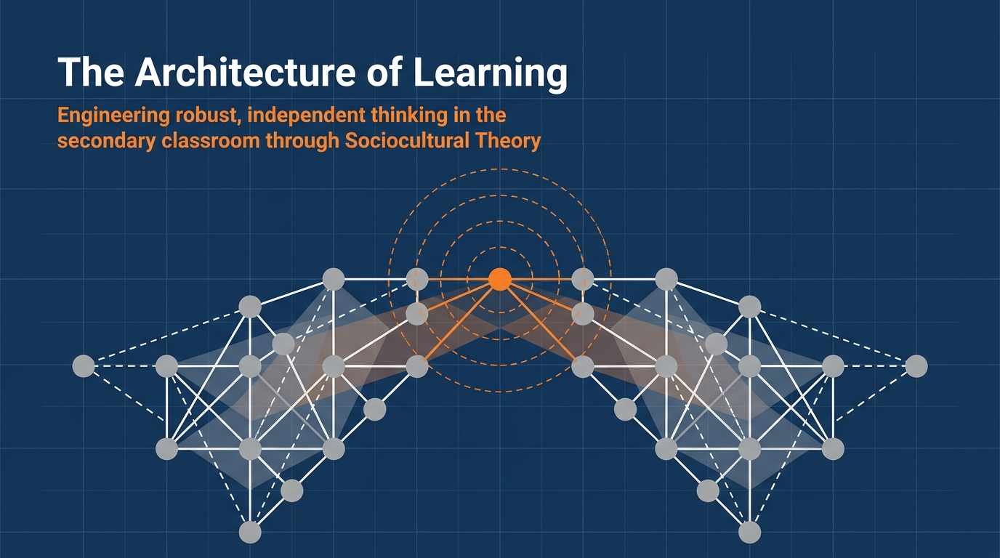 The Architecture of Learning
Engineering robust, independent thinking in the
secondary classroom through Sociocultural Theory